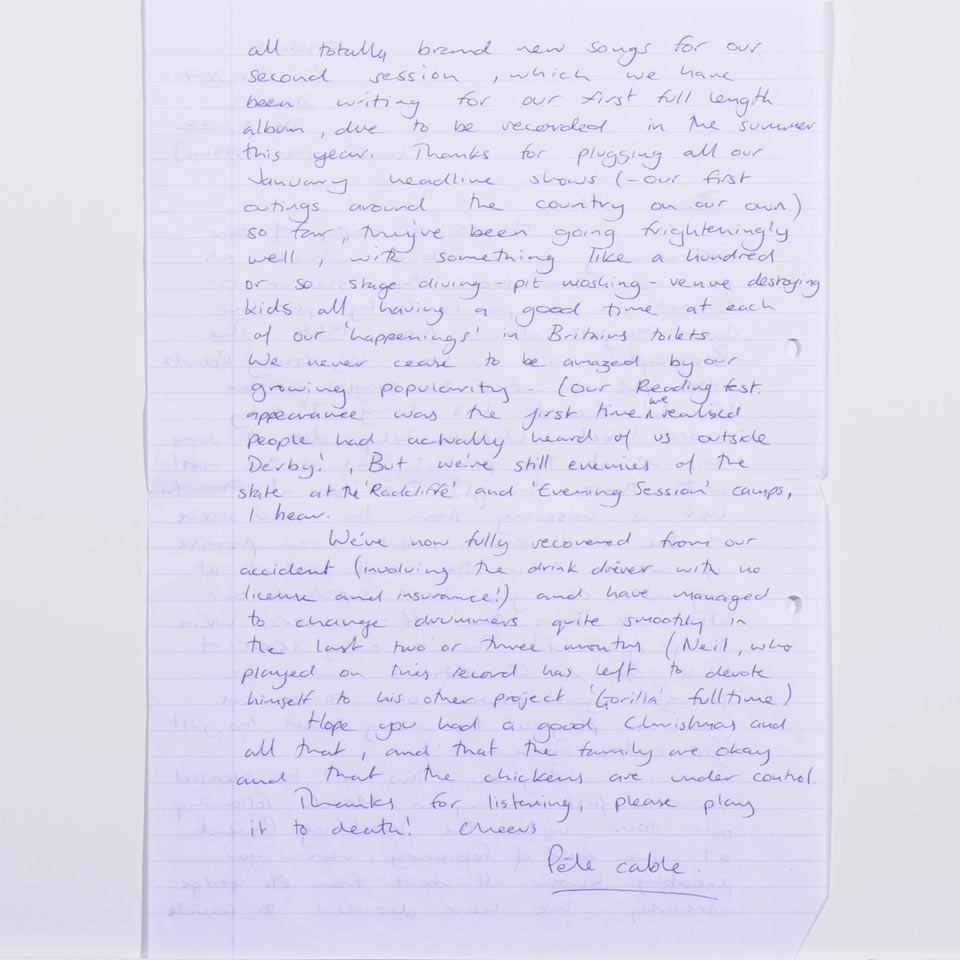 all totally brand new songs for our
second session, which we have
been writing for our first full length
album, due to be recorded in the summer
this year. Thanks for plugging all our
January headline shows (-our first
outings around the country on our own)
so far, they've been going frighteningly
well, with something like a hundred
or so stage diving - pit moshing - venue destroying
kids all having a good time at each
of our 'happenings' in Britains toilets.
We never cease to be amazed by our
growing popularity - (our Reading fest.
appearance was the first time we realised
people had actually heard of us outside
Derby!, But we're still enemies of the
state at the 'Radcliffe' and 'Evening Session' camps,
I hear.
We've now fully recovered from our
accident (involving the drink driver with no
license and insurance!) and have managed
to change drummers quite smoothly in
the last two or three months (Neil, who
played on this record has left to devote
himself to his other project 'Gorilla' fulltime)
Hope you had a good Christmas and
all that, and that the family are okay
and that the chickens are under control.
Thanks for listening, please play
it to death! Cheers
Pete cable.